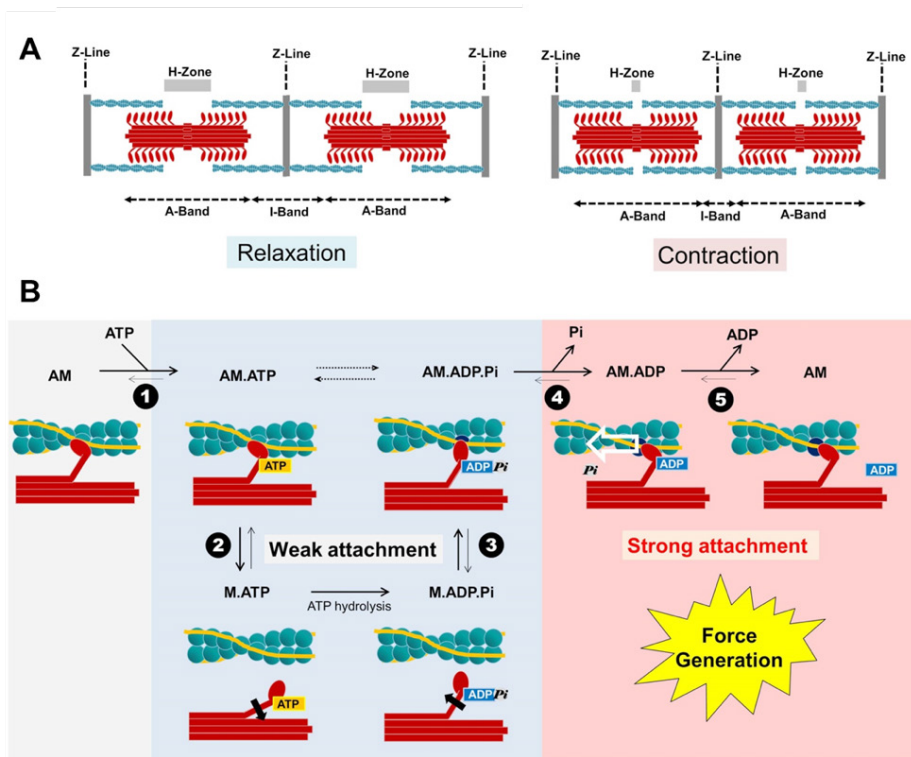 A
Z-Line
Z-Line
Z-Line
H-Zone
H-Zone
A-Band
I-Band
A-Band
Relaxation
Z-Line
Z-Line
Z-Line
H-Zone
H-Zone
A-Band
I-Band
A-Band
Contraction
B
ATP
Pi
ADP
AM
AM.ATP
AM.ADP.Pi
AM.ADP
AM
1
4
5
ATP
ADP Pi
Pi
ADP
ADP
2
Weak attachment
3
Strong attachment
M.ATP
ATP hydrolysis
M.ADP.Pi
ATP
ADP Pi
Force
Generation